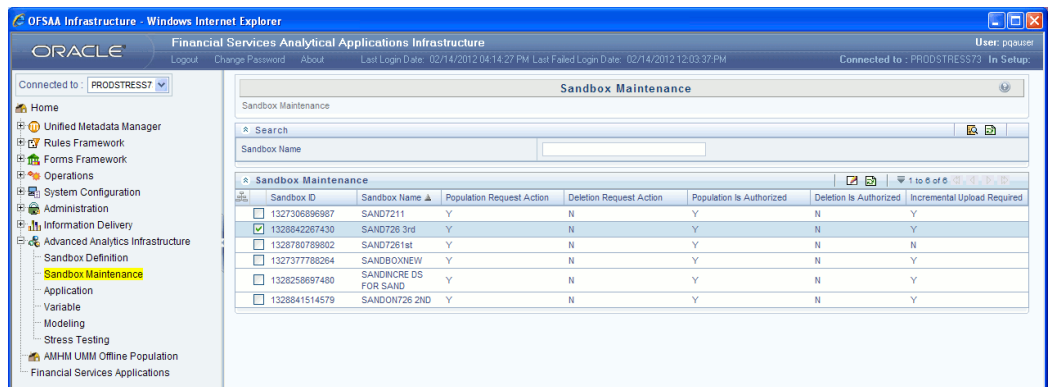 OFSAA Infrastructure - Windows Internet Explorer
ORACLE
Financial Services Analytical Applications Infrastructure
User: pqauser
Logout Change Password About Last Login Date: 02/14/2012 04:14:27 PM Last Failed Login Date: 02/14/2012 12:03:37 PM Connected to : PRODSTRESS73 In Setup:
Connected to : PRODSTRESS7
Home
Unified Metadata Manager
Rules Framework
Forms Framework
Operations
System Configuration
Administration
Information Delivery
Advanced Analytics Infrastructure
Sandbox Definition
Sandbox Maintenance
Application
Variable
Modeling
Stress Testing
AMHM UMM Offline Population
Financial Services Applications
Sandbox Maintenance
Sandbox Maintenance
Search
Sandbox Name
Sandbox Maintenance 1 to 6 of 6
Sandbox ID Sandbox Name Population Request Action Deletion Request Action Population Is Authorized Deletion Is Authorized Incremental Upload Required
1327306896987 SAND7211 Y N Y N Y
1328842267430 SAND726 3rd Y N Y N Y
1328780789802 SAND7261st Y N Y N N
1327377788264 SANDBOXNEW Y N Y N Y
1328258697480 SANDINCRE DS FOR SAND Y N Y N Y
1328841514579 SANDON726 2ND Y N Y N Y